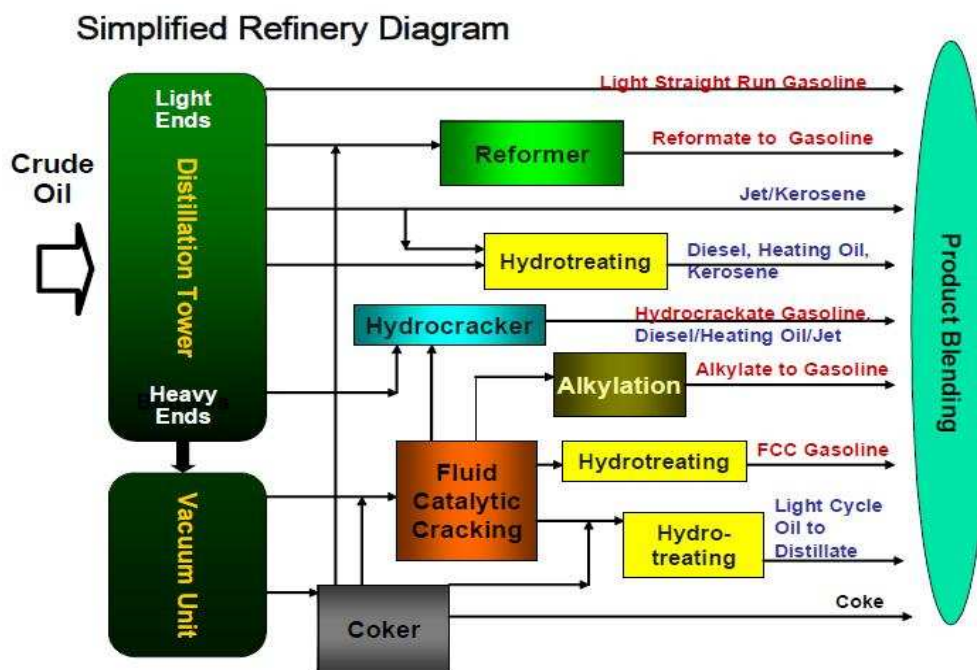 Simplified Refinery Diagram
Crude
Oil
Light
Ends
Distillation Tower
Heavy
Ends
Vacuum Unit
Light Straight Run Gasoline
Reformer
Reformate to Gasoline
Jet/Kerosene
Hydrotreating
Diesel, Heating Oil,
Kerosene
Hydrocracker
Hydrocrackate Gasoline,
Diesel/Heating Oil/Jet
Alkylation
Alkylate to Gasoline
Fluid
Catalytic
Cracking
Hydrotreating
FCC Gasoline
Hydro-
treating
Light Cycle
Oil to
Distillate
Coker
Coke
Product Blending